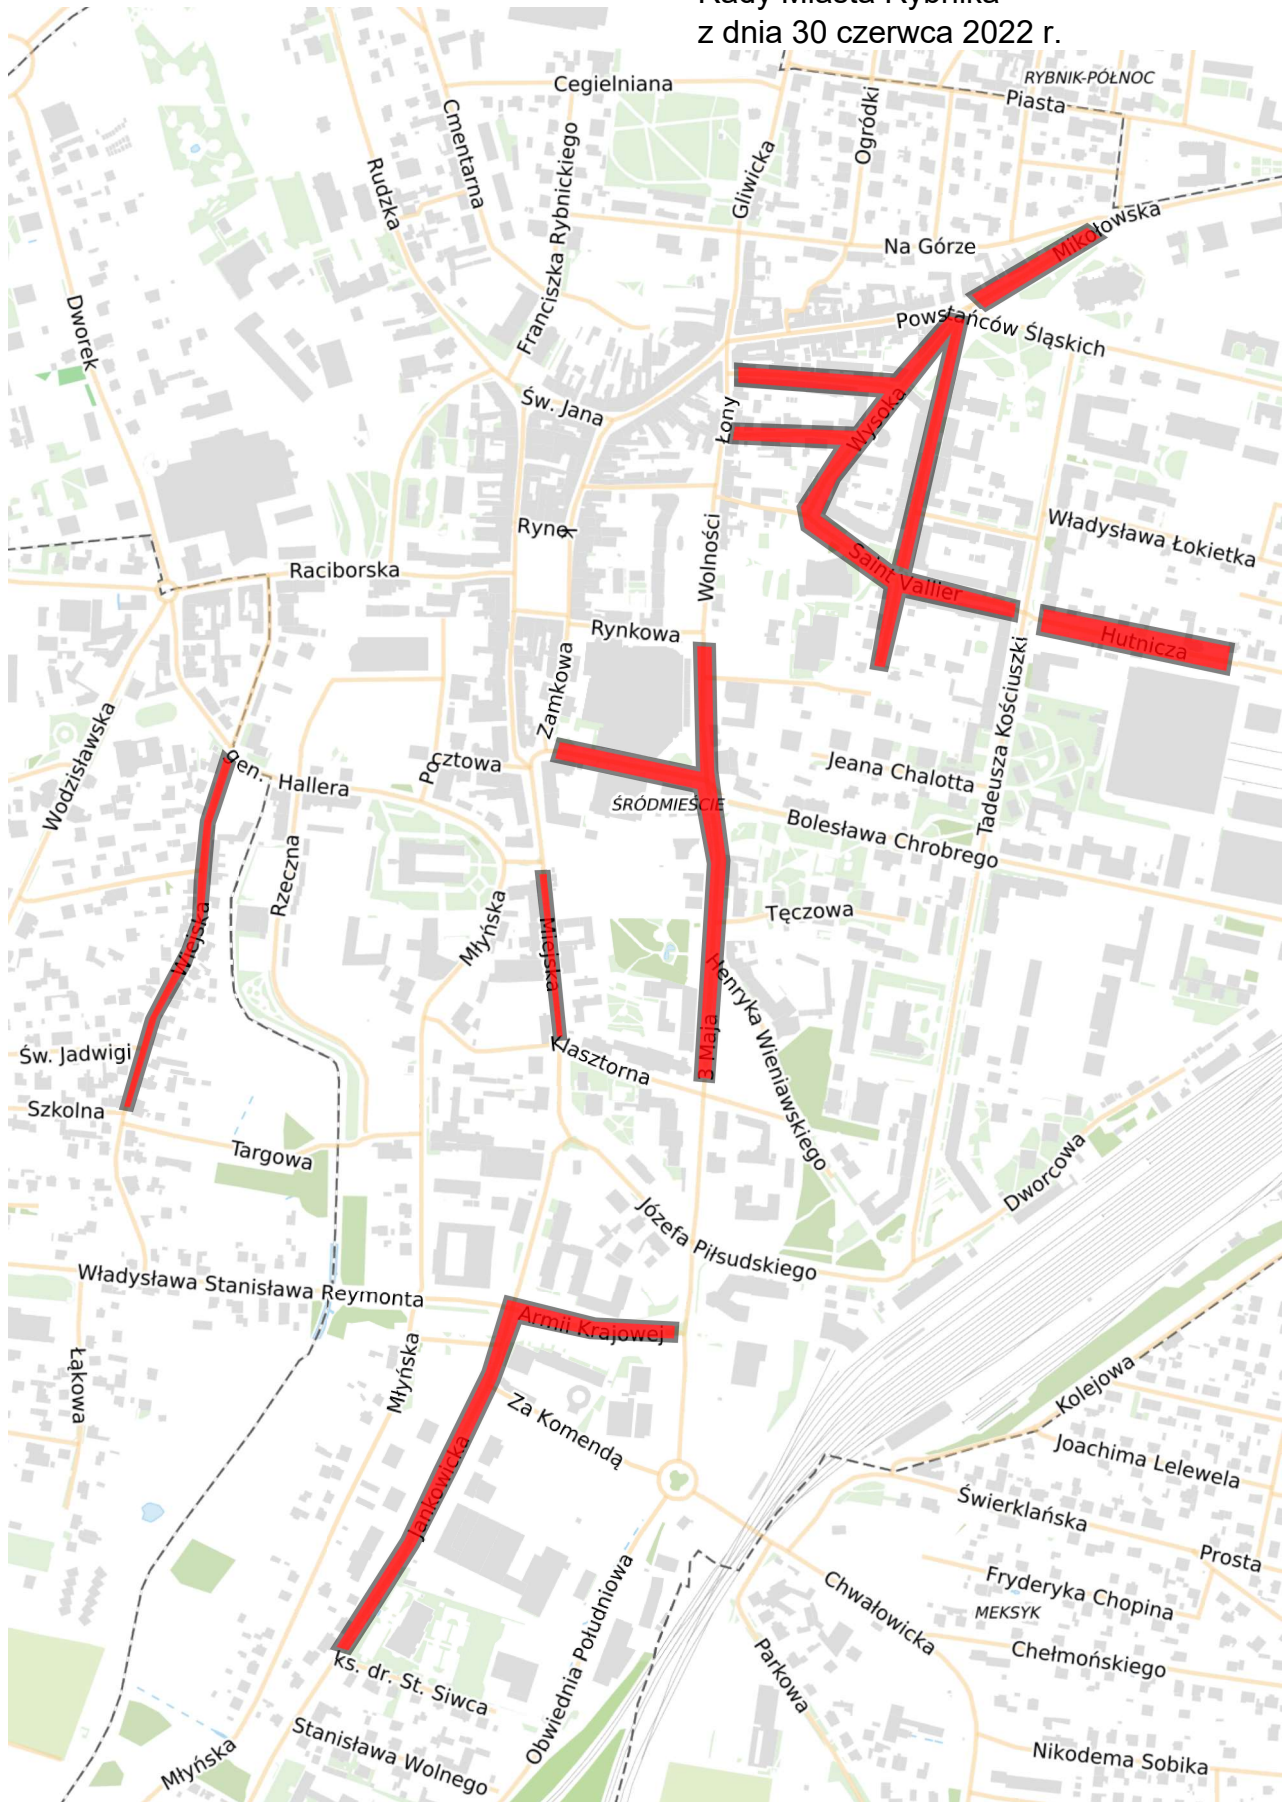 Rady Miasta Rybnika
z dnia 30 czerwca 2022 r.
RYBNIK-PÓŁNOC
Cegielniana
Piasta
Ogródki
Cmentarna
Gliwicka
Franciszka Rybnickiego
Rudzka
Mikołowska
Na Górze
Dworek
Powstańców Śląskich
Św. Jana
Łony
Wysoka
Rynek
Wolności
Władysława Łokietka
Raciborska
Saint Vallier
Rynkowa
Hutnicza
Zamkowa
Tadeusza Kościuszki
Wodzisławska
gen. Hallera
Pocztowa
Jeana Chalotta
ŚRÓDMIEŚCIE
Bolesława Chrobrego
Rzeczna
Tęczowa
Młyńska
Wiejska
Miejska
Henryka Wieniawskiego
3 Maja
Św. Jadwigi
Klasztorna
Szkolna
Targowa
Dworcowa
Józefa Piłsudskiego
Władysława Stanisława Reymonta
Armii Krajowej
Łąkowa
Młyńska
Kolejowa
Za Komendą
Joachima Lelewela
Jankowicka
Świerklańska
Prosta
Fryderyka Chopina
Chwałowicka
MEKSYK
Obwiednia Południowa
Chełmońskiego
ks. dr. St. Siwca
Parkowa
Stanisława Wolnego
Młyńska
Nikodema Sobika